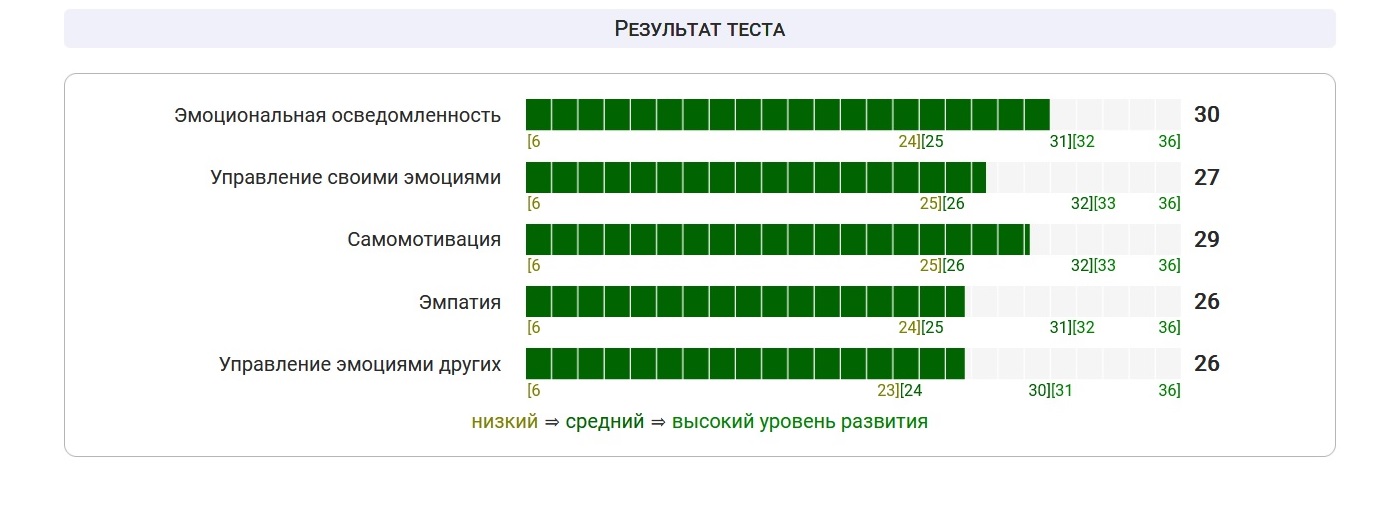 Результат теста
Эмоциональная осведомленность 30
[6 24][25 31][32 36]
Управление своими эмоциями 27
[6 25][26 32][33 36]
Самомотивация 29
[6 25][26 32][33 36]
Эмпатия 26
[6 24][25 31][32 36]
Управление эмоциями других 26
[6 23][24 30][31 36]
низкий ⇒ средний ⇒ высокий уровень развития